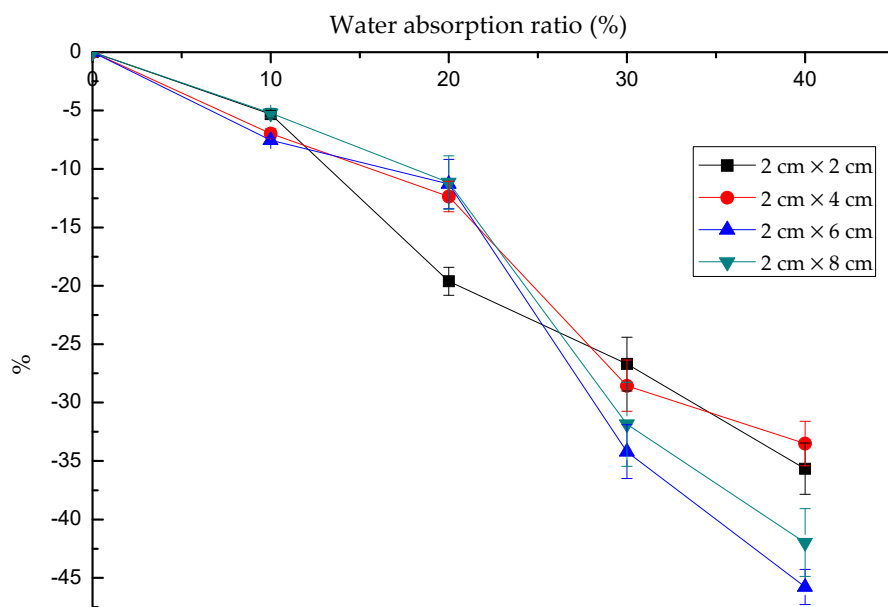 Water absorption ratio (%)
0 10 20 30 40
0
-5
-10
-15
-20
-25
-30
-35
-40
-45
%
2 cm × 2 cm
2 cm × 4 cm
2 cm × 6 cm
2 cm × 8 cm